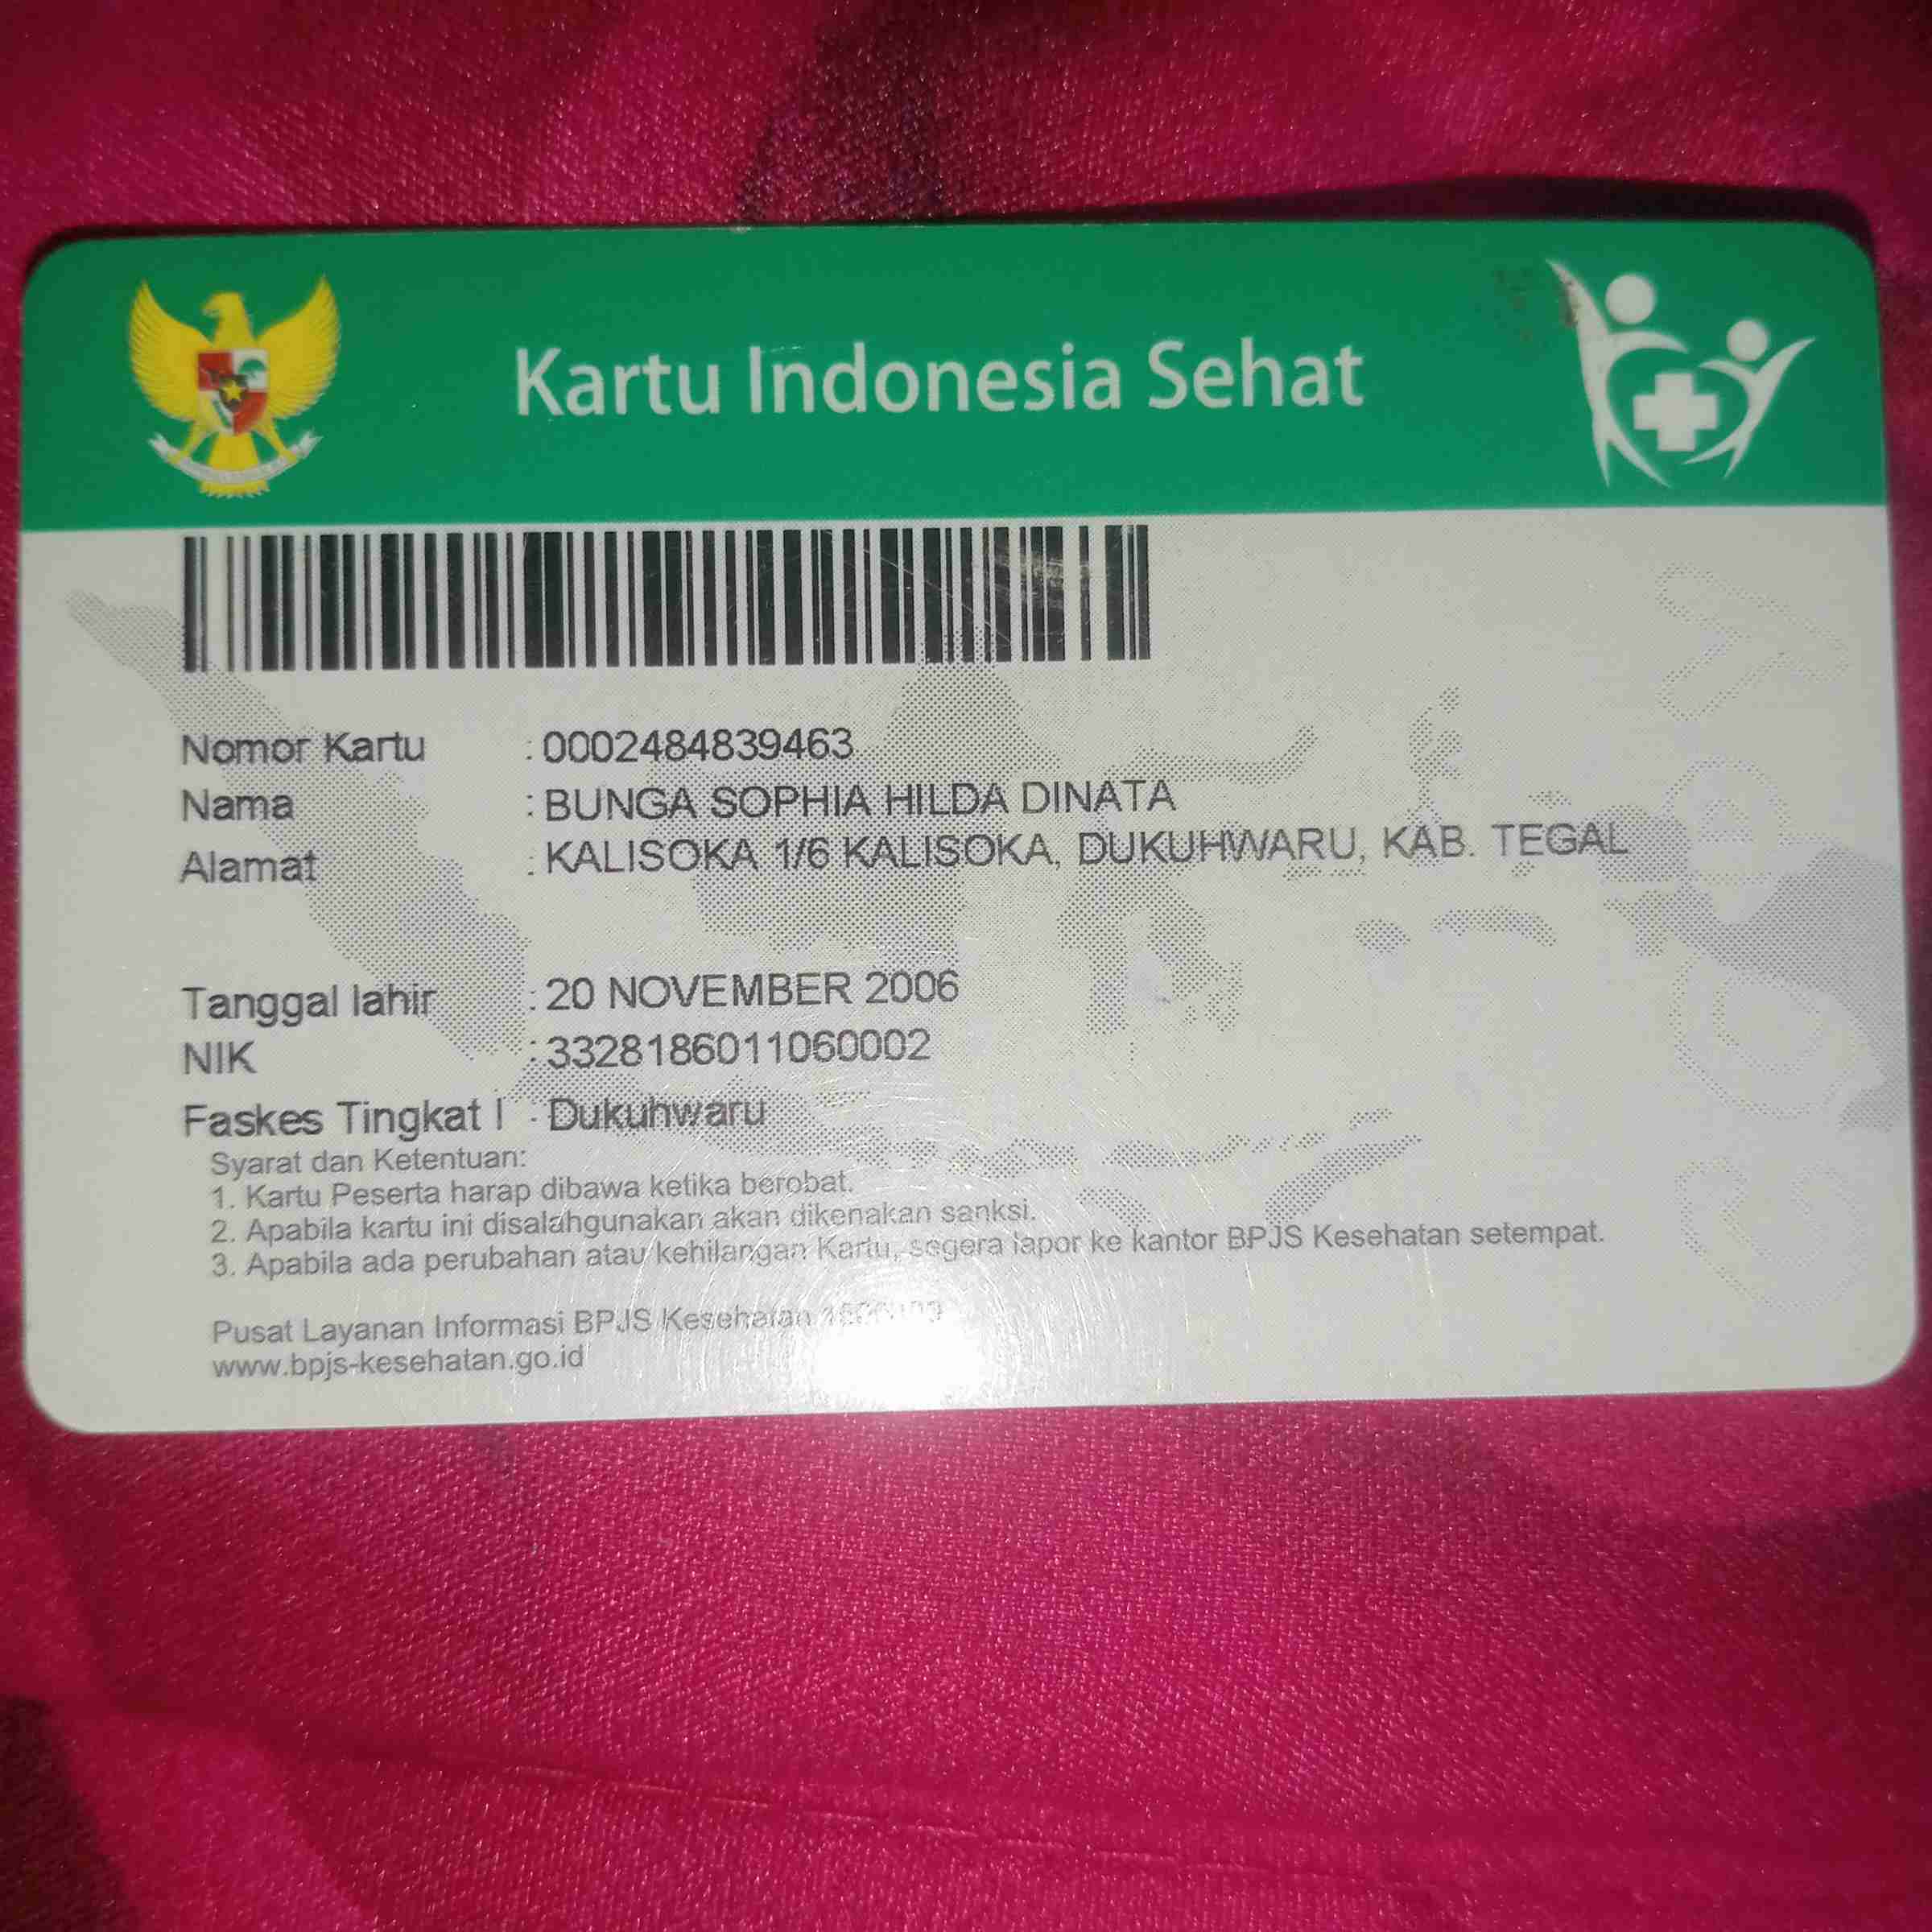 Kartu Indonesia Sehat
Nomor Kartu : 0002484839463
Nama : BUNGA SOPHIA HILDA DINATA
Alamat : KALISOKA 1/6 KALISOKA, DUKUHWARU, KAB. TEGAL
Tanggal lahir : 20 NOVEMBER 2006
NIK : 3328186011060002
Faskes Tingkat I : Dukuhwaru
Syarat dan Ketentuan:
1. Kartu Peserta harap dibawa ketika berobat.
2. Apabila kartu ini disalahgunakan akan dikenakan sanksi.
3. Apabila ada perubahan atau kehilangan Kartu, segera lapor ke kantor BPJS Kesehatan setempat.
Pusat Layanan Informasi BPJS Kesehatan
www.bpjs-kesehatan.go.id